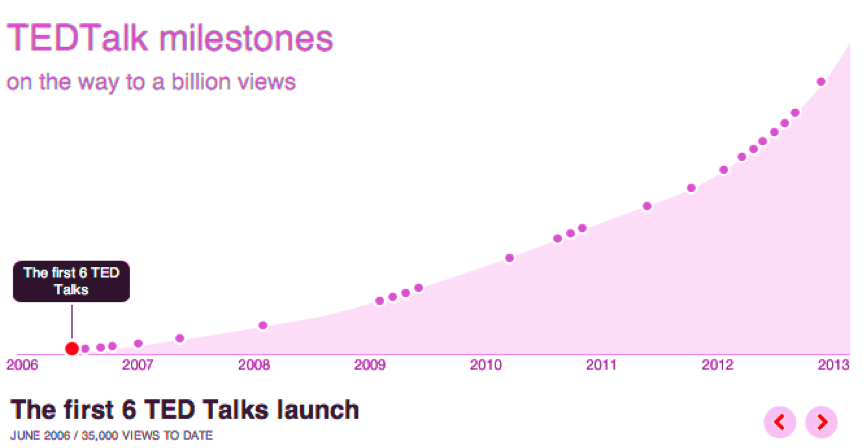 TEDTalk milestones
on the way to a billion views
The first 6 TED
Talks
2006 2007 2008 2009 2010 2011 2012 2013
The first 6 TED Talks launch
JUNE 2006 / 35,000 VIEWS TO DATE